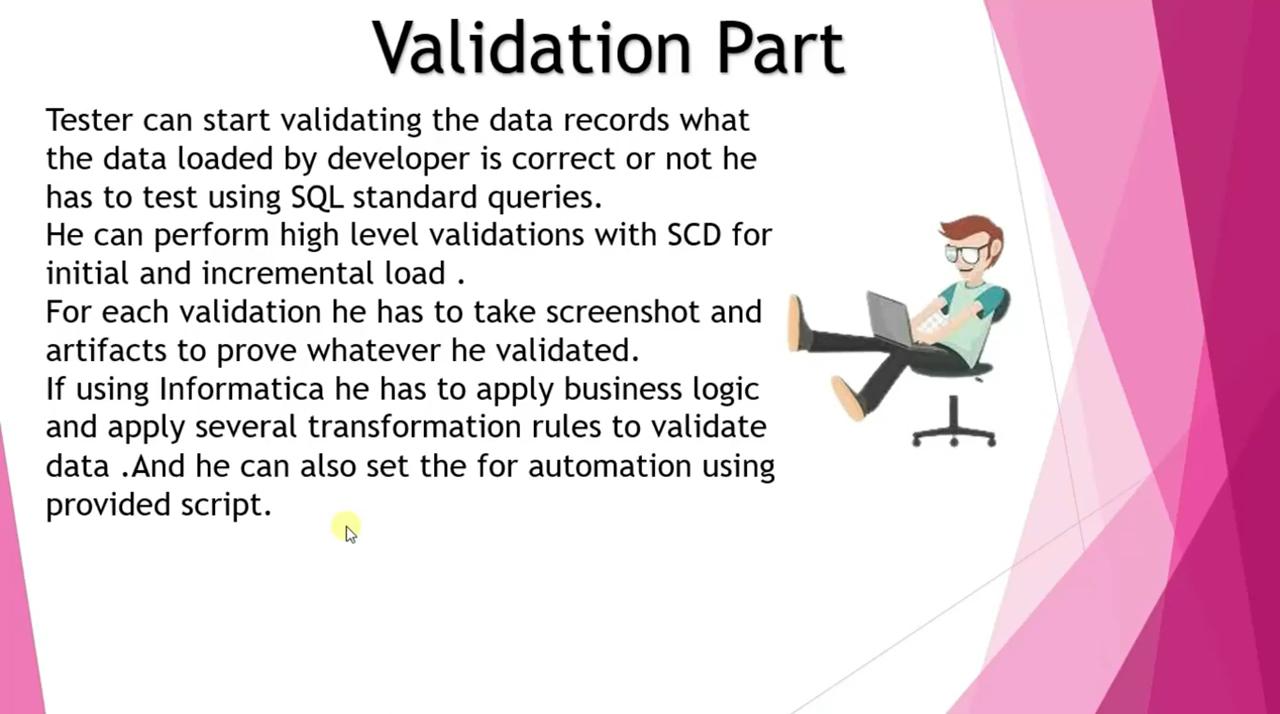 Validation Part
Tester can start validating the data records what
the data loaded by developer is correct or not he
has to test using SQL standard queries.
He can perform high level validations with SCD for
initial and incremental load .
For each validation he has to take screenshot and
artifacts to prove whatever he validated.
If using Informatica he has to apply business logic
and apply several transformation rules to validate
data .And he can also set the for automation using
provided script.